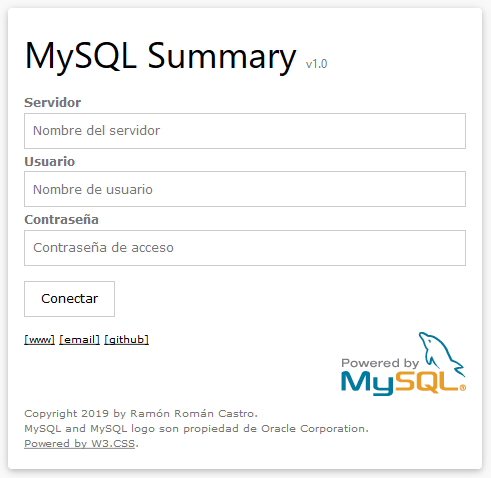 MySQL Summary v1.0
Servidor
Nombre del servidor
Usuario
Nombre de usuario
Contraseña
Contraseña de acceso
Conectar
[www] [email] [github]
Powered by
MySQL®
Copyright 2019 by Ramón Román Castro.
MySQL and MySQL logo son propiedad de Oracle Corporation.
Powered by W3.CSS.